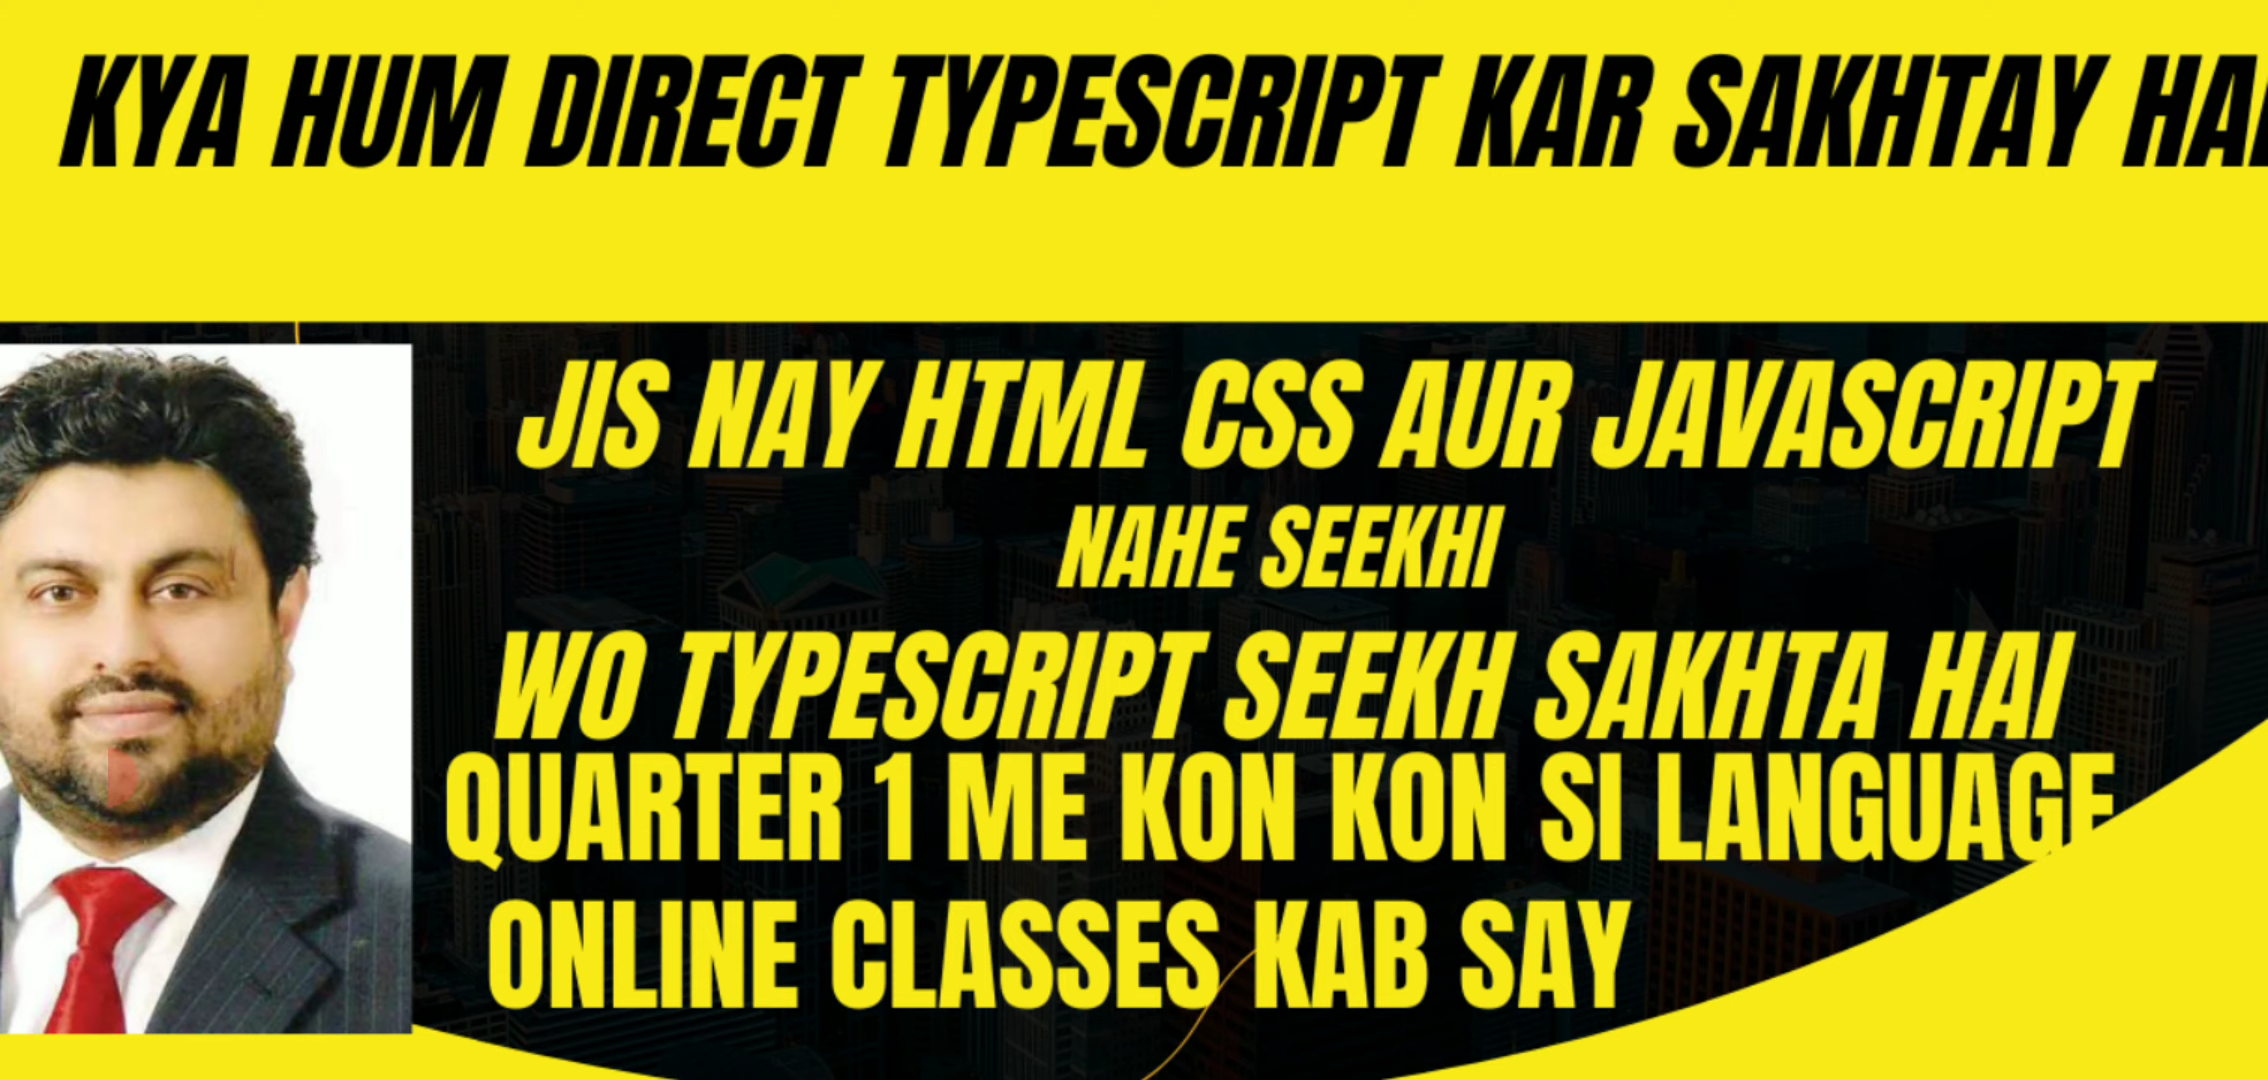 KYA HUM DIRECT TYPESCRIPT KAR SAKHTAY
JIS NAY HTML CSS AUR JAVASCRIPT
NAHE SEEKHI
WO TYPESCRIPT SEEKH SAKHTA HAI
QUARTER 1 ME KON KON SI LANGUAGE
ONLINE CLASSES KAB SAY